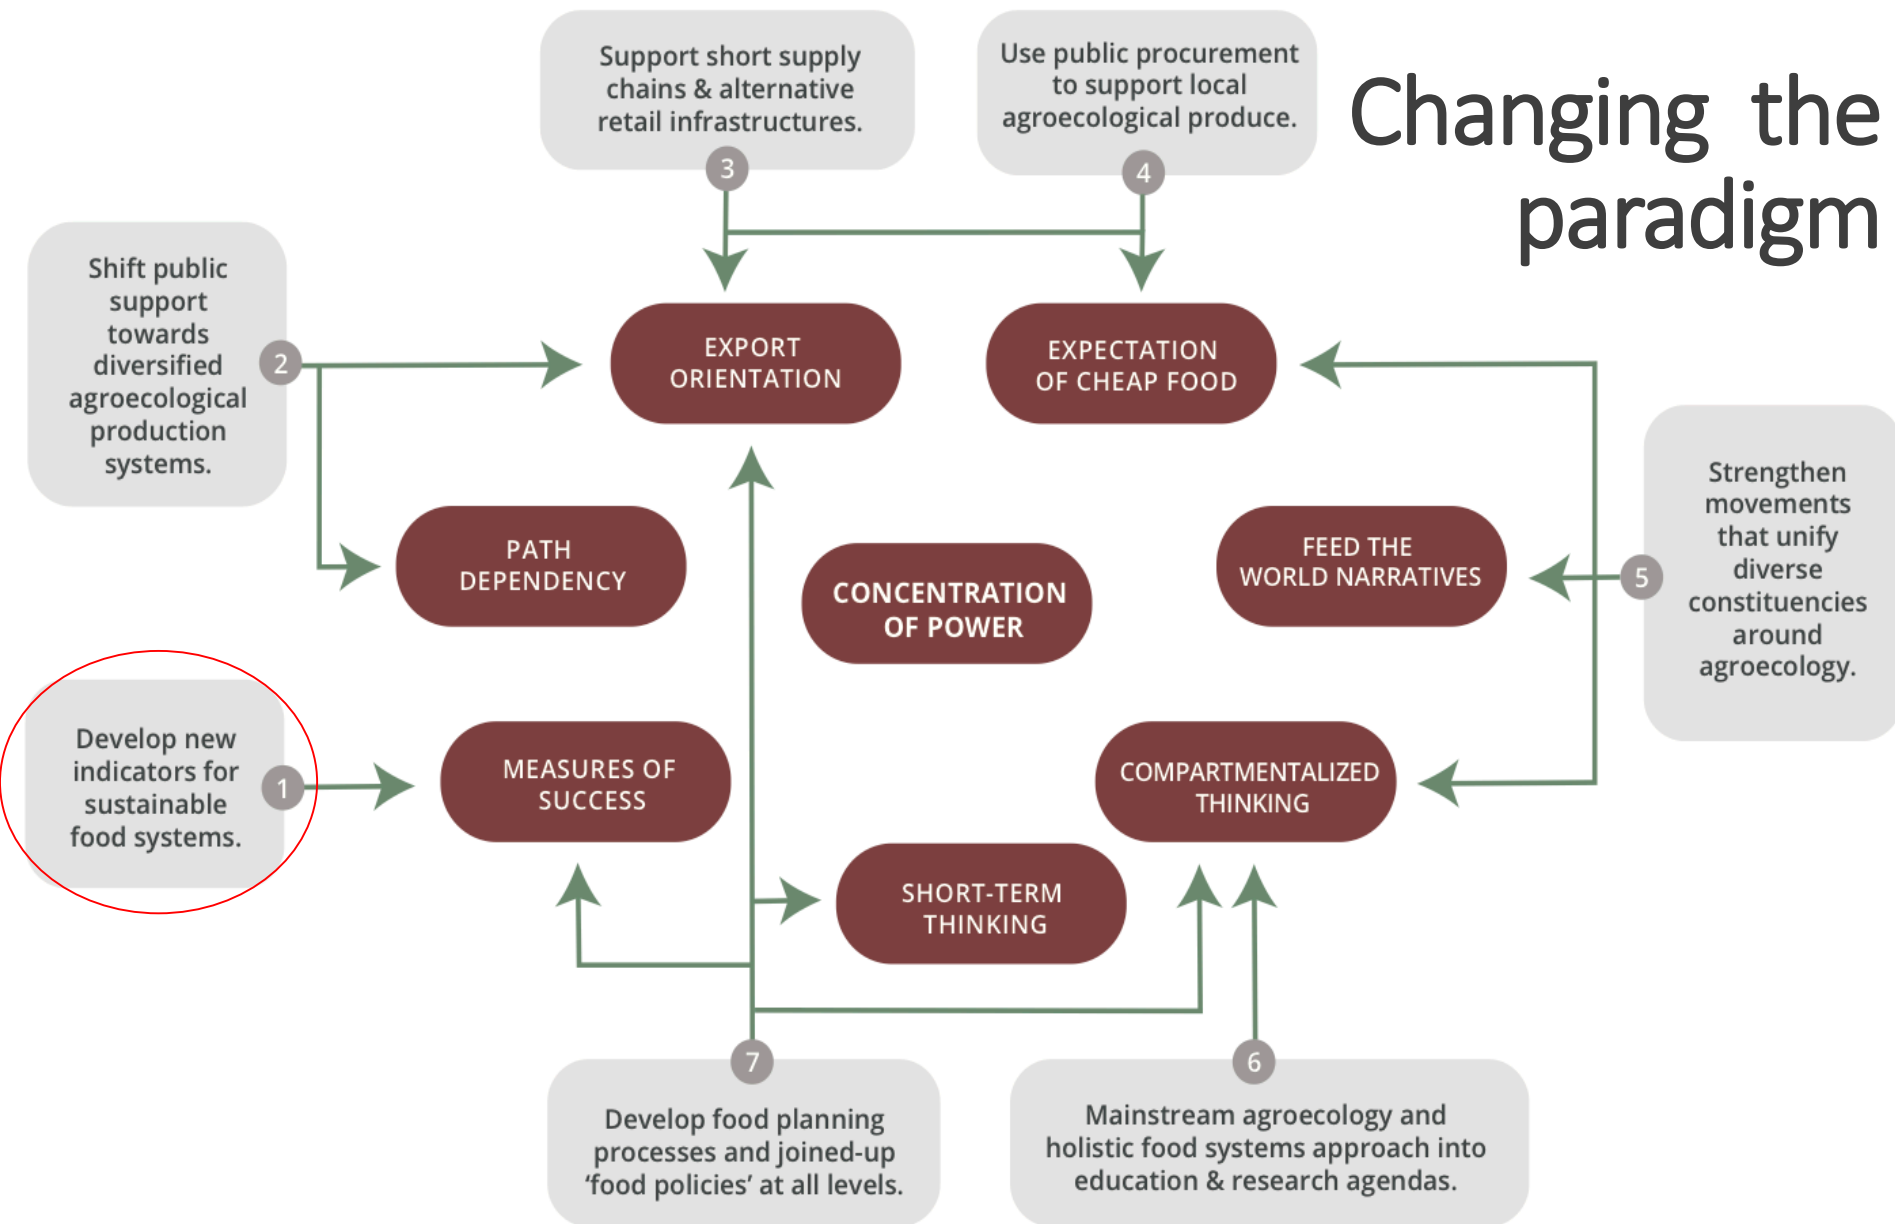 Changing the
paradigm
Support short supply
chains & alternative
retail infrastructures.
3
Use public procurement
to support local
agroecological produce.
4
Shift public
support
towards
diversified
agroecological
production
systems.
2
EXPORT
ORIENTATION
EXPECTATION
OF CHEAP FOOD
PATH
DEPENDENCY
CONCENTRATION
OF POWER
FEED THE
WORLD NARRATIVES
Strengthen
movements
that unify
diverse
constituencies
around
agroecology.
5
Develop new
indicators for
sustainable
food systems.
1
MEASURES OF
SUCCESS
COMPARTMENTALIZED
THINKING
SHORT-TERM
THINKING
7
Develop food planning
processes and joined-up
‘food policies’ at all levels.
6
Mainstream agroecology and
holistic food systems approach into
education & research agendas.